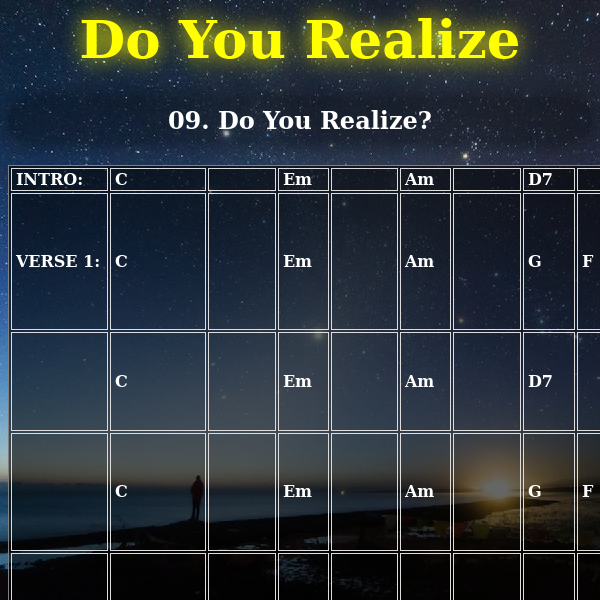 Do You Realize
09. Do You Realize?
INTRO: C Em Am D7
VERSE 1: C Em Am G F
C Em Am D7
C Em Am G F